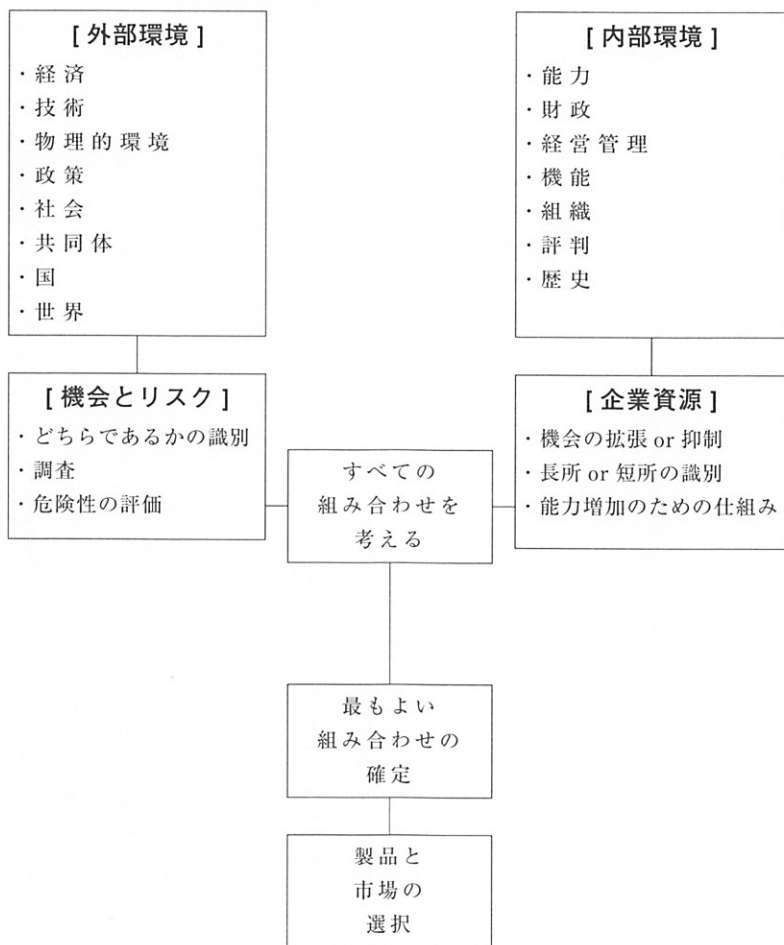 [外部環境]
・経済
・技術
・物理的環境
・政策
・社会
・共同体
・国
・世界
[内部環境]
・能力
・財政
・経営管理
・機能
・組織
・評判
・歴史
[機会とリスク]
・どちらであるかの識別
・調査
・危険性の評価
すべての
組み合わせを
考える
[企業資源]
・機会の拡張 or 抑制
・長所 or 短所の識別
・能力増加のための仕組み
最もよい
組み合わせの
確定
製品と
市場の
選択